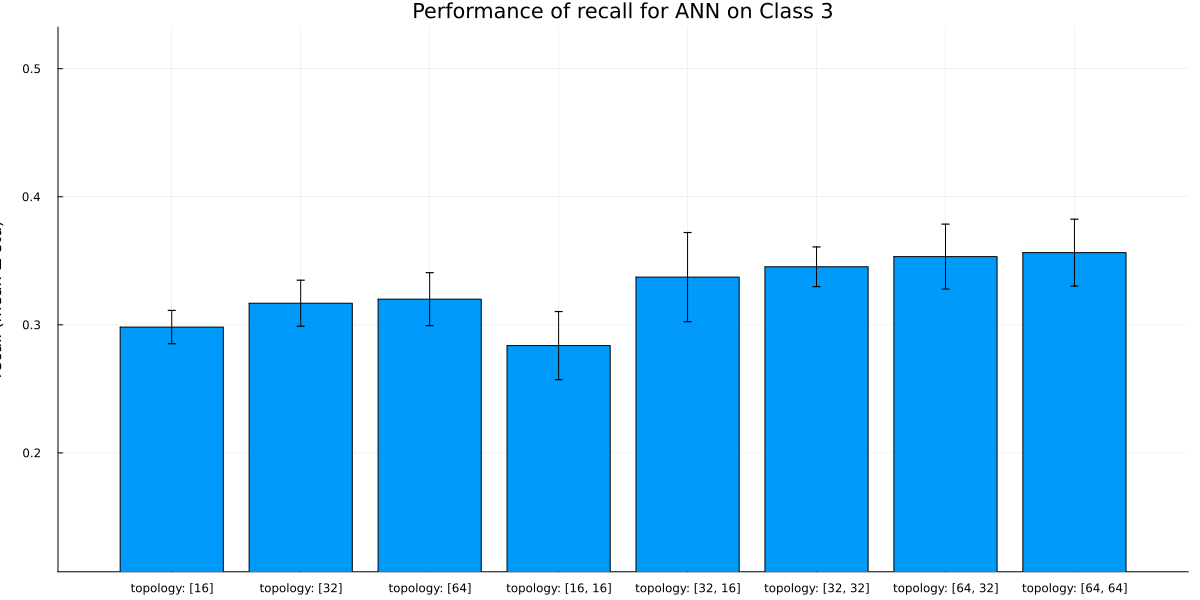 Performance of recall for ANN on Class 3
0.5
0.4
0.3
0.2
topology: [16]
topology: [32]
topology: [64]
topology: [16, 16]
topology: [32, 16]
topology: [32, 32]
topology: [64, 32]
topology: [64, 64]